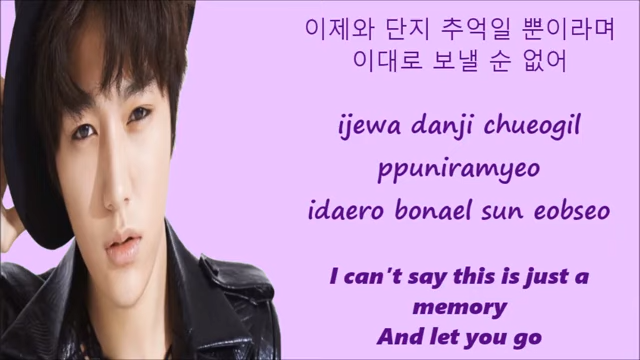 이제와 단지 추억일 뿐이라며
이대로 보낼 순 없어
ijewa danji chueogil
ppuniramyeo
idaero bonael sun eobseo
I can't say this is just a
memory
And let you go